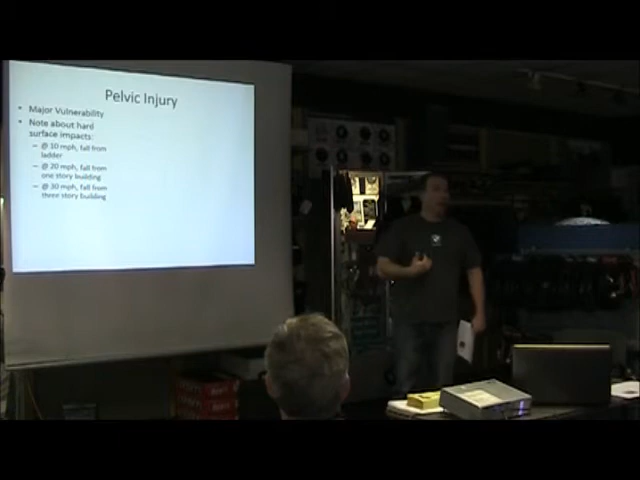 Pelvic Injury
• Major Vulnerability
• Note about hard
surface impacts:
– @ 10 mph, fall from
ladder
– @ 20 mph, fall from
one story building
– @ 30 mph, fall from
three story building